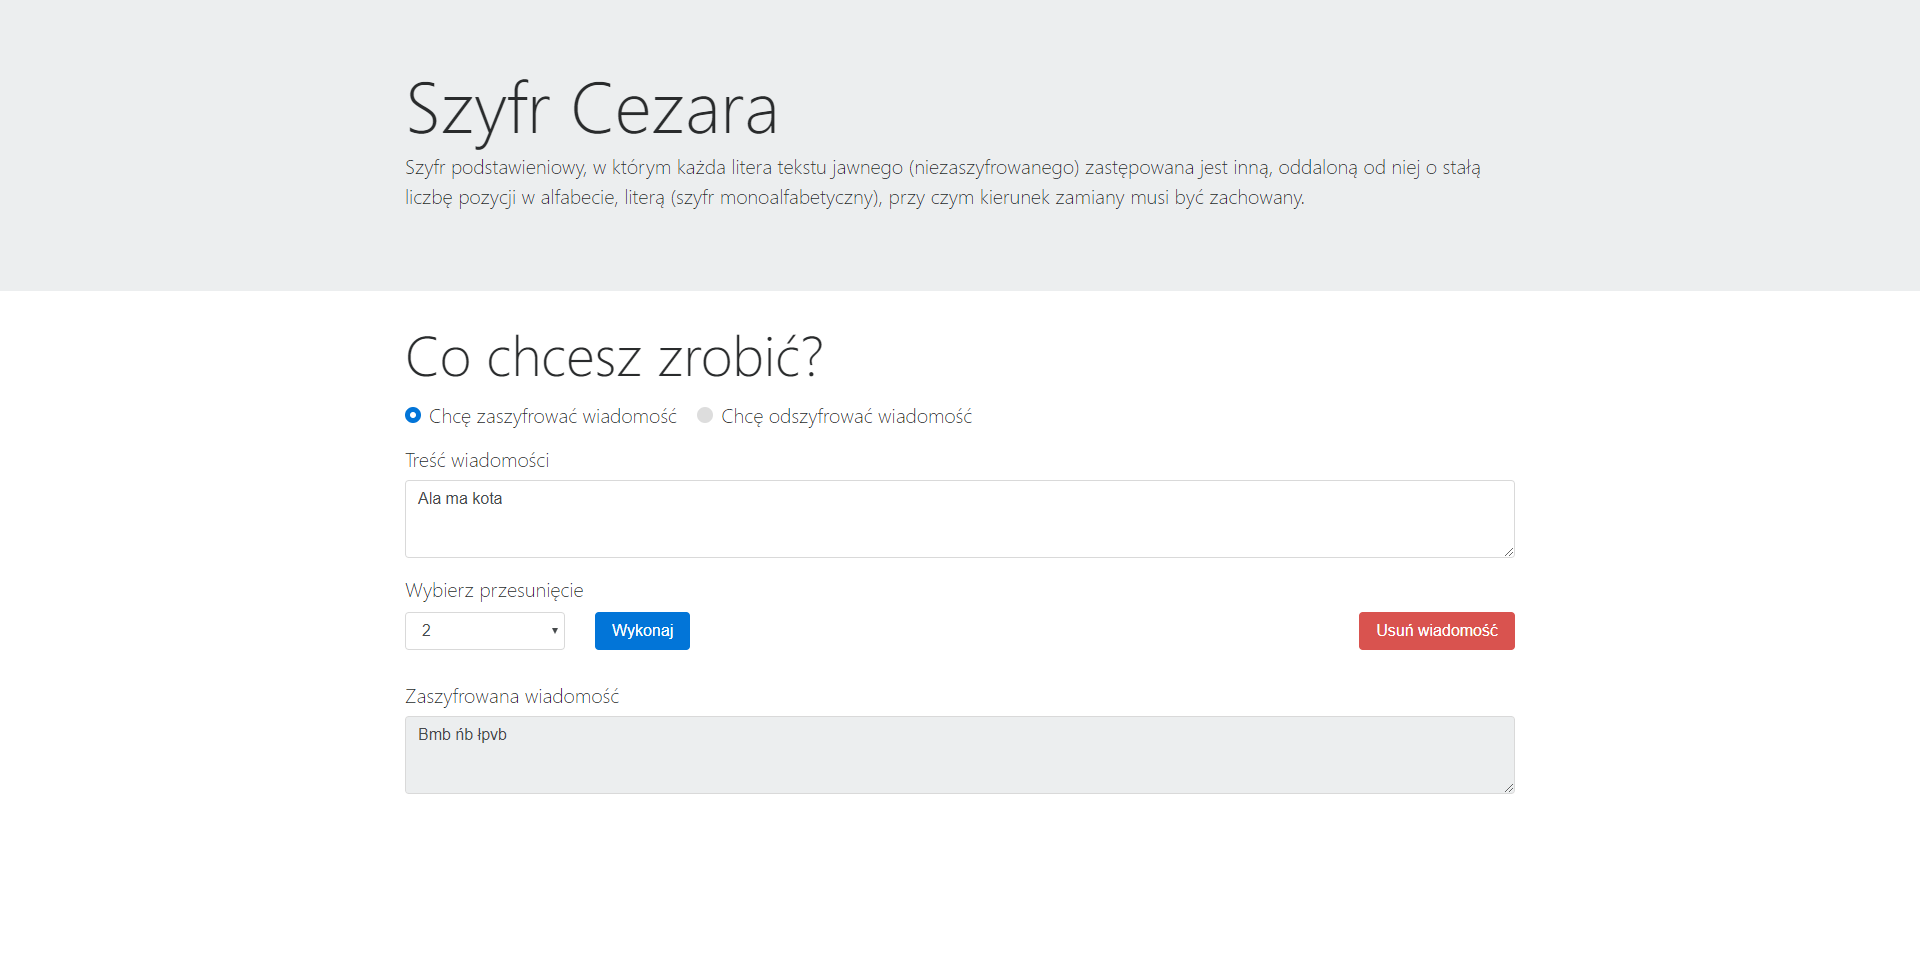 Szyfr Cezara
Szyfr podstawieniowy, w którym każda litera tekstu jawnego (niezaszyfrowanego) zastępowana jest inną, oddaloną od niej o stałą
liczbę pozycji w alfabecie, literą (szyfr monoalfabetyczny), przy czym kierunek zamiany musi być zachowany.
Co chcesz zrobić?
Chcę zaszyfrować wiadomość Chcę odszyfrować wiadomość
Treść wiadomości
Ala ma kota
Wybierz przesunięcie
2 Wykonaj Usuń wiadomość
Zaszyfrowana wiadomość
Bmb ńb łpvb